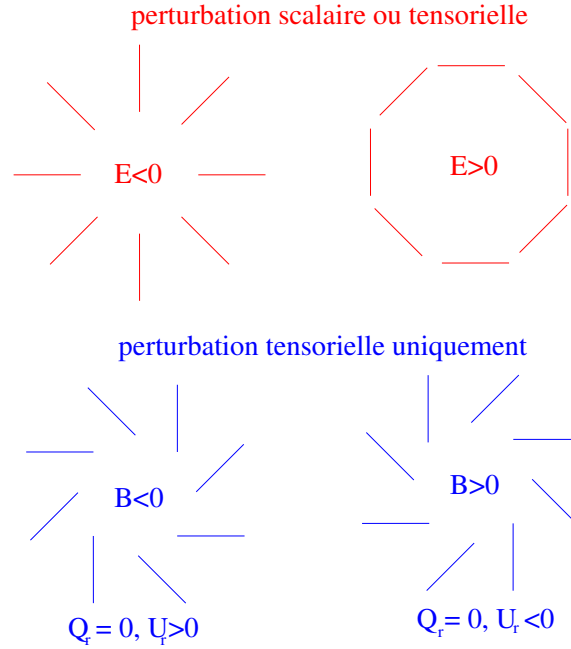 perturbation scalaire ou tensorielle
E<0
E>0
perturbation tensorielle uniquement
B<0
B>0
Qr = 0, Ur>0
Qr = 0, Ur <0